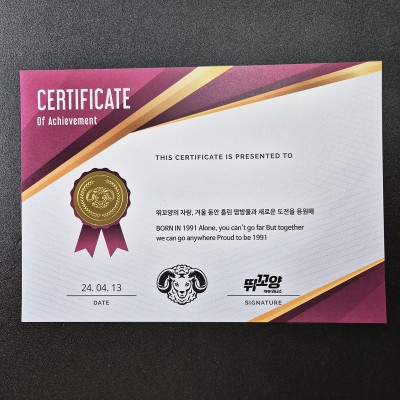 CERTIFICATE
Of Achievement
THIS CERTIFICATE IS PRESENTED TO
뛰꼬양의 자랑, 겨울 동안 흘린 땀방울과 새로운 도전을 응원해
BORN IN 1991 Alone, you can't go far But together
we can go anywhere Proud to be 1991
24. 04. 13
뛰꼬양
DATE
SIGNATURE